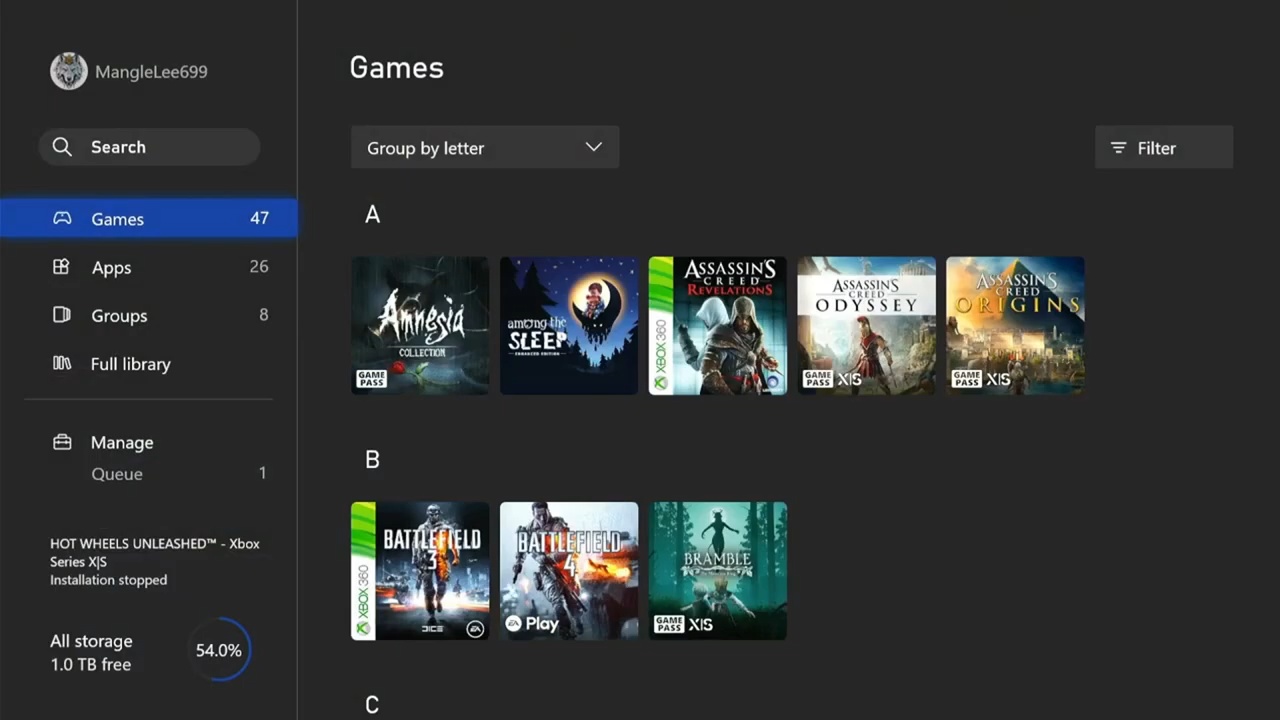 MangleLee699
Search
Games 47
Apps 26
Groups 8
Full library
Manage
Queue 1
HOT WHEELS UNLEASHED™ - Xbox
Series X|S
Installation stopped
All storage
1.0 TB free
54.0%
Games
Group by letter
Filter
A
Amnesia
COLLECTION
GAME
PASS
among the
SLEEP
ENHANCED EDITION
XBOX 360
ASSASSIN'S
CREED
REVELATIONS
ASSASSIN'S
CREED
ODYSSEY
GAME
PASS
X|S
ASSASSIN'S
CREED
ORIGINS
GAME
PASS
X|S
B
XBOX 360
BATTLEFIELD
3
DICE
EA
BATTLEFIELD
4
EA Play
BRAMBLE
GAME
PASS
X|S
C